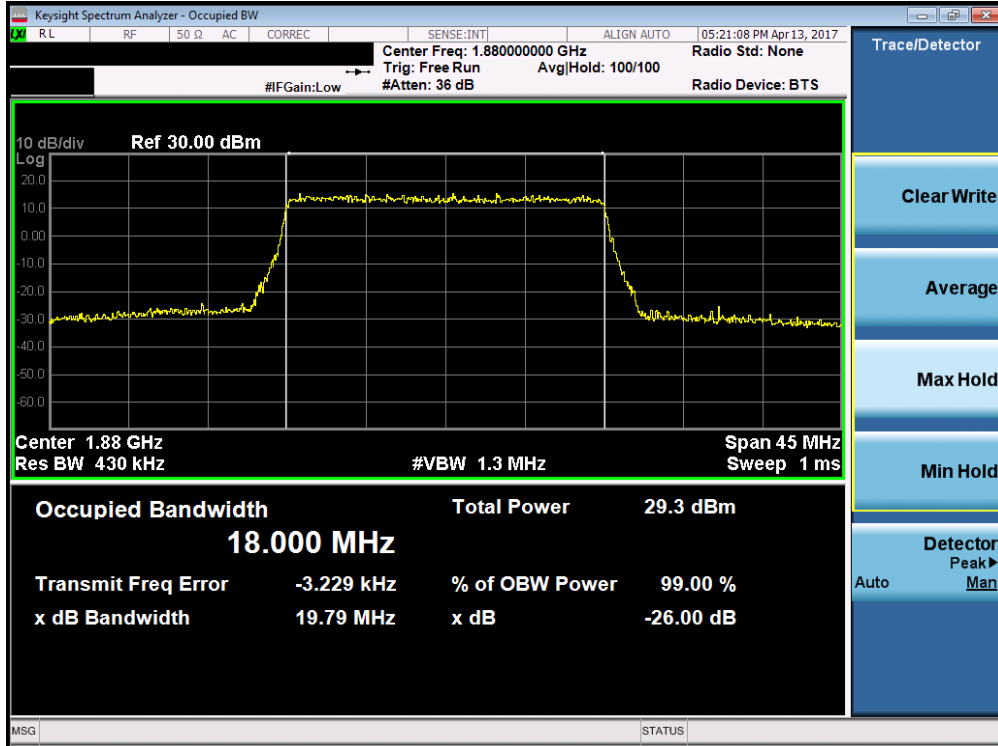 Keysight Spectrum Analyzer - Occupied BW
LXI RL RF 50 Ω AC CORREC SENSE:INT ALIGN AUTO 05:21:08 PM Apr 13, 2017
Center Freq: 1.880000000 GHz Radio Std: None
Trig: Free Run Avg|Hold: 100/100
#IFGain:Low #Atten: 36 dB Radio Device: BTS
10 dB/div Ref 30.00 dBm
Log
20.0
10.0
0.00
-10.0
-20.0
-30.0
-40.0
-50.0
-60.0
Center 1.88 GHz Span 45 MHz
Res BW 430 kHz #VBW 1.3 MHz Sweep 1 ms
Occupied Bandwidth Total Power 29.3 dBm
18.000 MHz
Transmit Freq Error -3.229 kHz % of OBW Power 99.00 %
x dB Bandwidth 19.79 MHz x dB -26.00 dB
MSG STATUS
Trace/Detector
Clear Write
Average
Max Hold
Min Hold
Detector
Peak▶
Auto Man